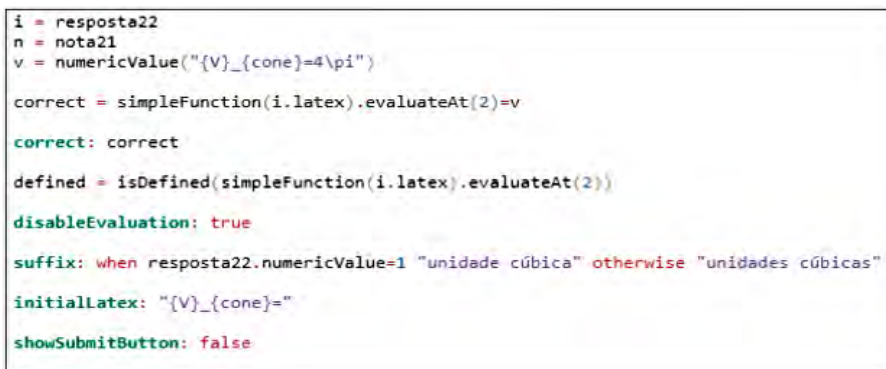 i = resposta22
n = nota21
v = numericValue("{V}_{cone}=4\pi")
correct = simpleFunction(i.latex).evaluateAt(2)=v
correct: correct
defined = isDefined(simpleFunction(i.latex).evaluateAt(2))
disableEvaluation: true
suffix: when resposta22.numericValue=1 "unidade cúbica" otherwise "unidades cúbicas"
initialLatex: "{V}_{cone}="
showSubmitButton: false